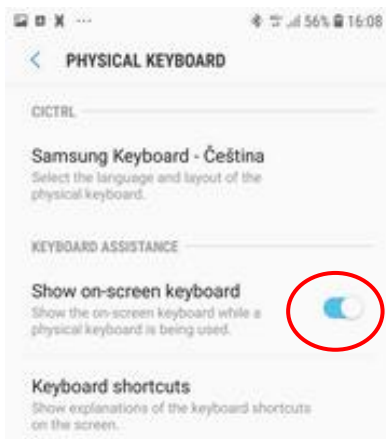 56% 16:08
PHYSICAL KEYBOARD
CICTRL
Samsung Keyboard - Čeština
Select the language and layout of the
physical keyboard.
KEYBOARD ASSISTANCE
Show on-screen keyboard
Show the on-screen keyboard while a
physical keyboard is being used.
Keyboard shortcuts
Show explanations of the keyboard shortcuts
on the screen.